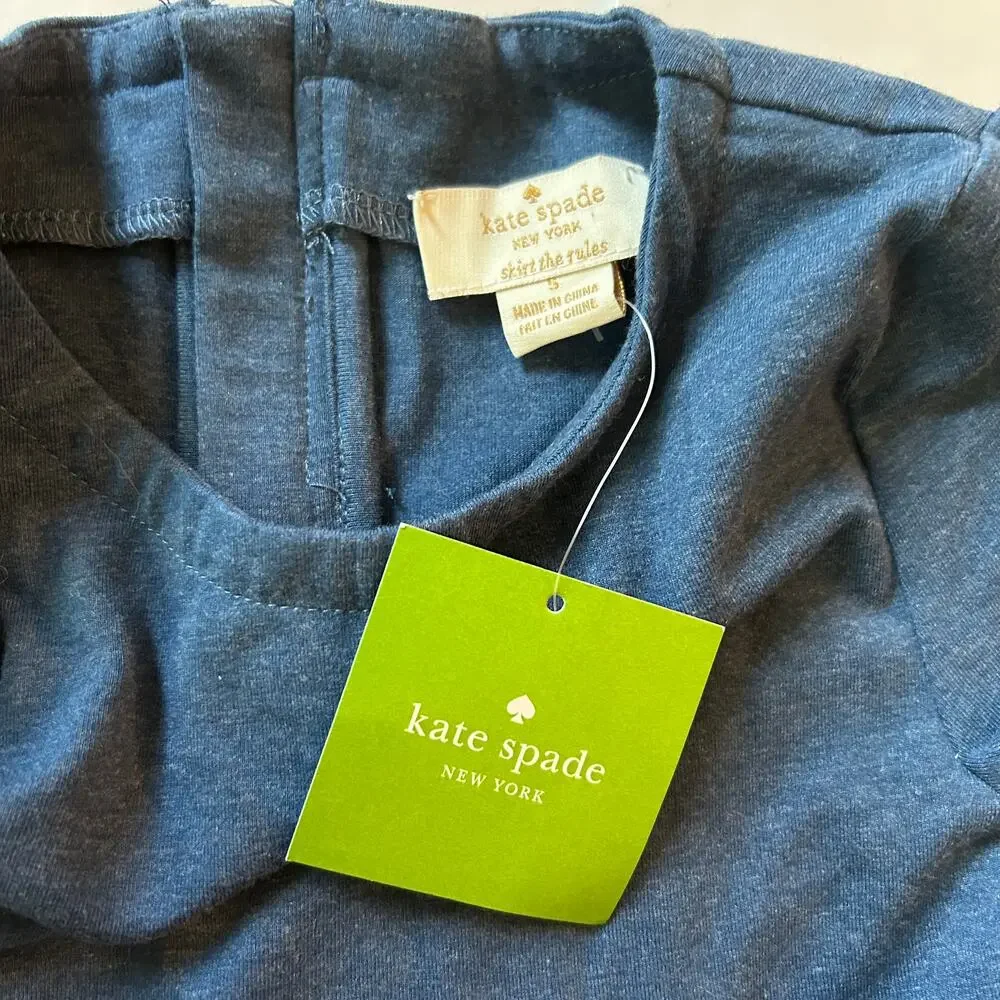 kate spade
NEW YORK
skirt the rules
S
MADE IN CHINA
FAIT EN CHINE
kate spade
NEW YORK